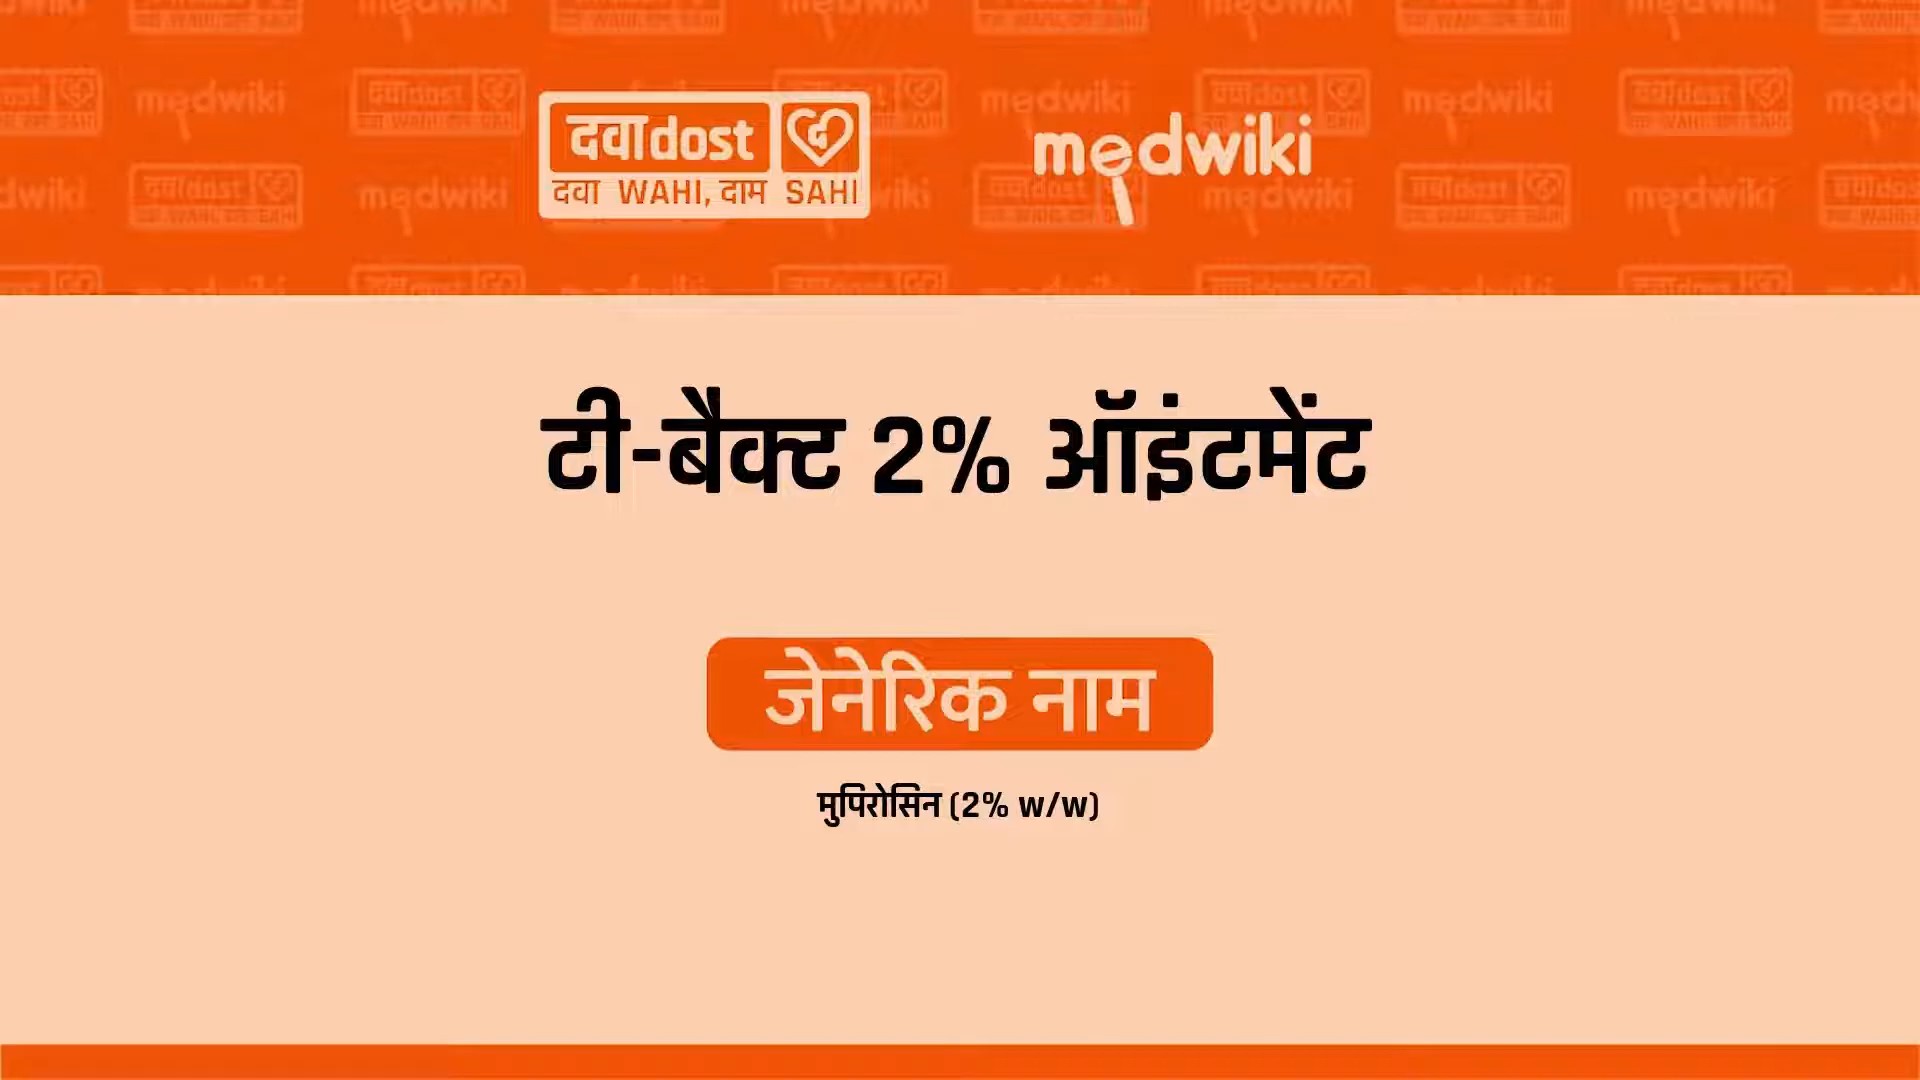 दवाdost
दवा WAHI, दाम SAHI
medwiki
टी-बैक्ट 2% ऑइंटमेंट
जेनेरिक नाम
मुपिरोसिन (2% w/w)